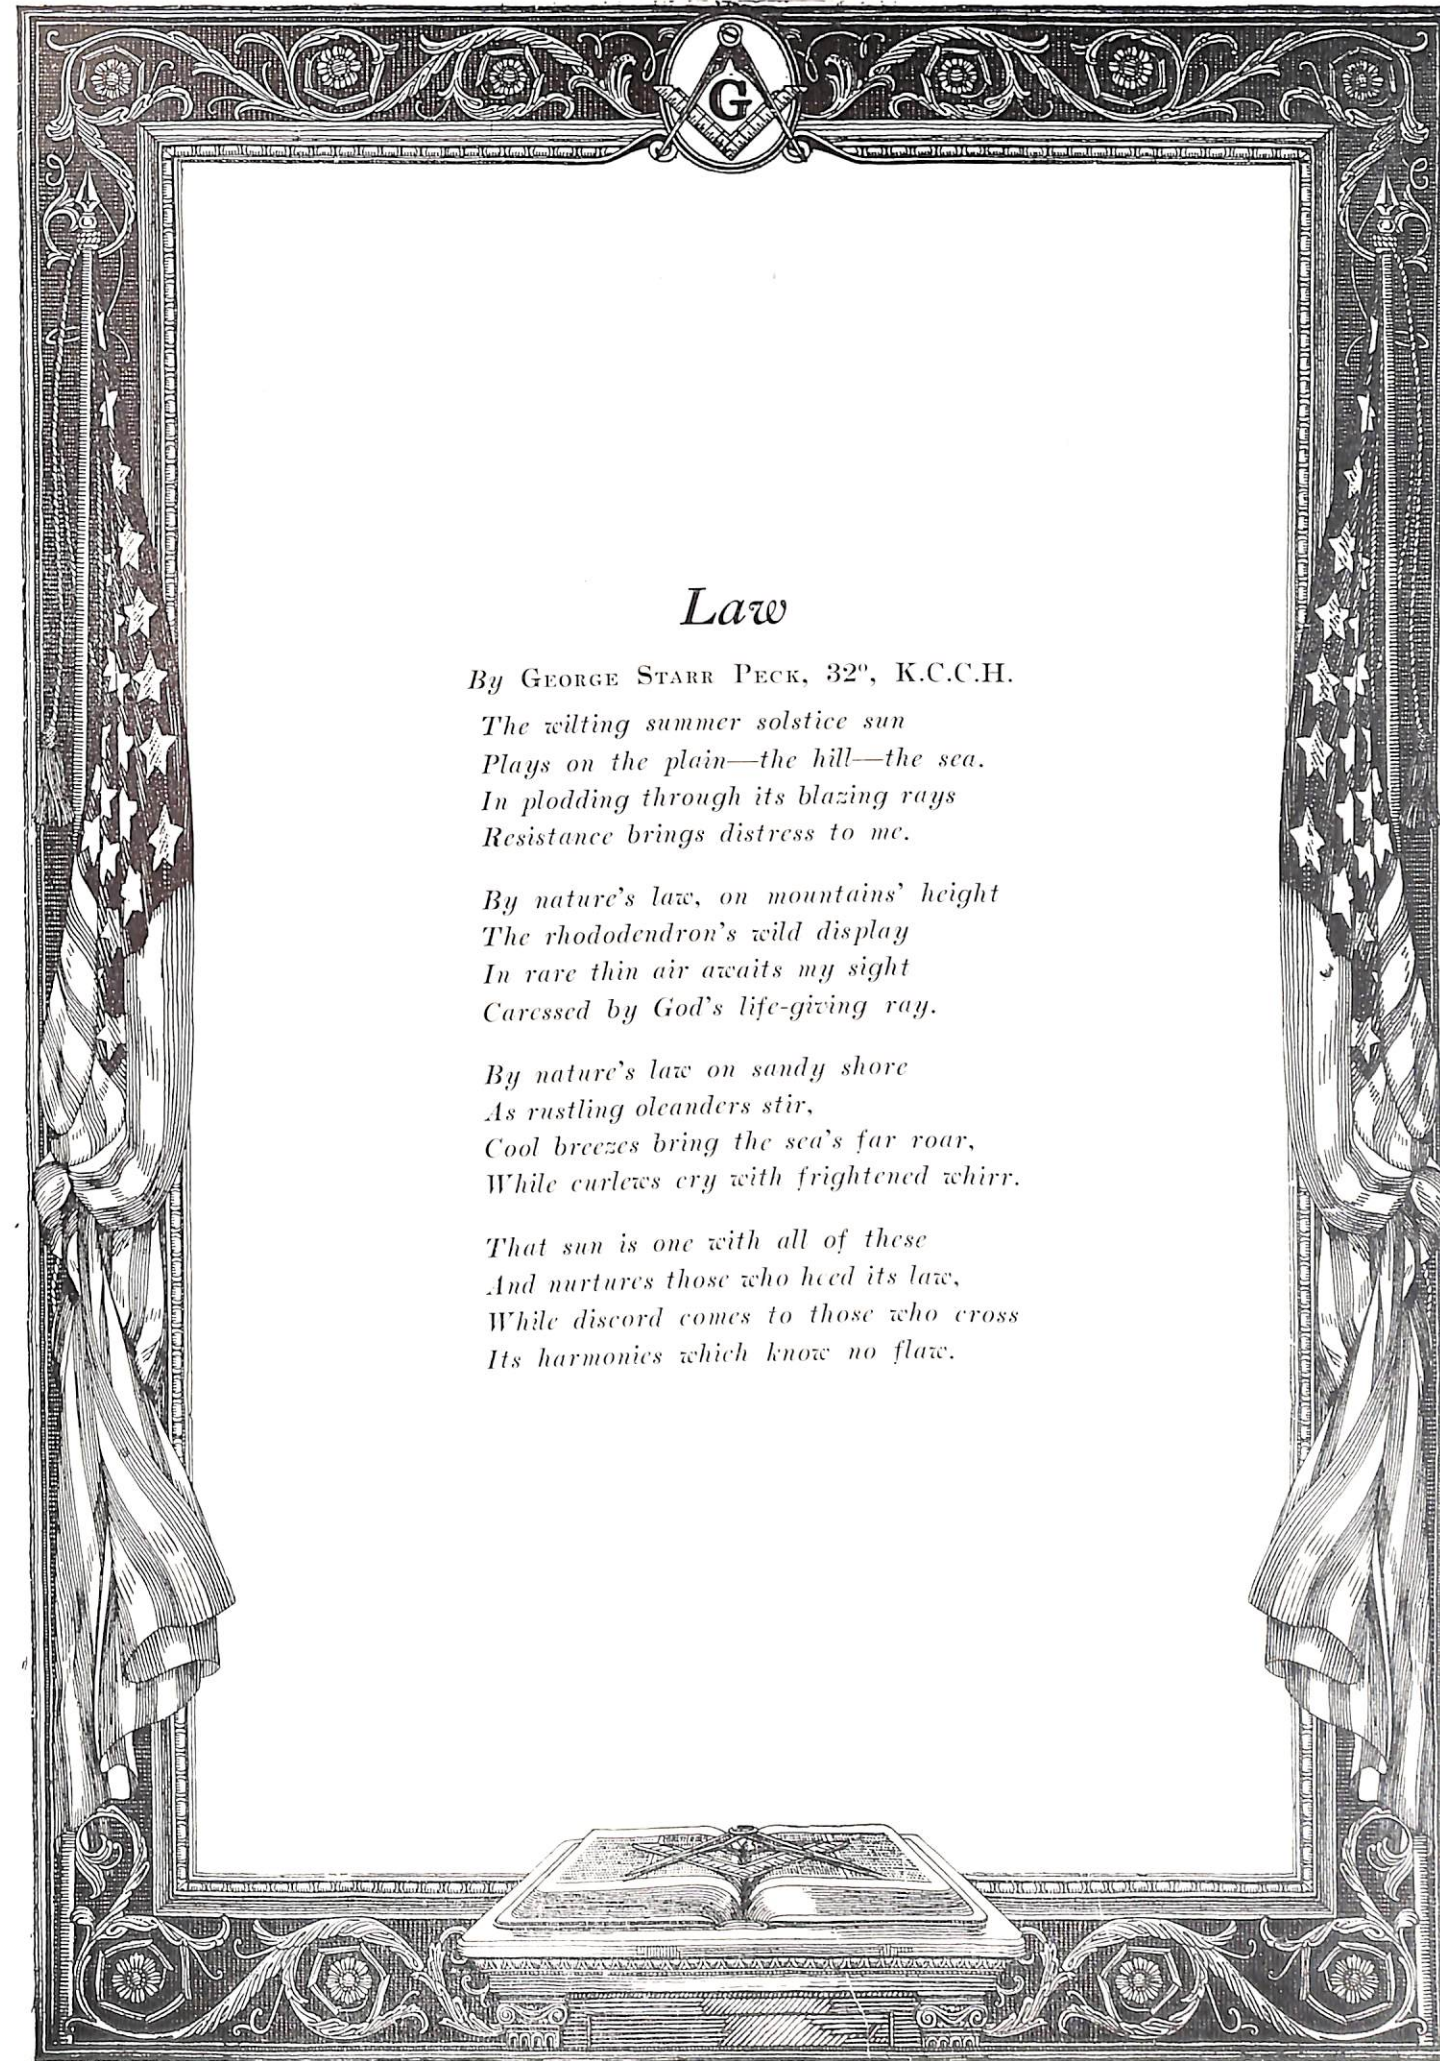 G
Law
By George Starr Peck, 32°, K.C.C.H.
The wilting summer solstice sun
Plays on the plain—the hill—the sea.
In plodding through its blazing rays
Resistance brings distress to me.
By nature's law, on mountains' height
The rhododendron's wild display
In rare thin air awaits my sight
Caressed by God's life-giving ray.
By nature's law on sandy shore
As rustling oleanders stir,
Cool breezes bring the sea's far roar,
While curlews cry with frightened whirr.
That sun is one with all of these
And nurtures those who heed its law,
While discord comes to those who cross
Its harmonies which know no flaw.